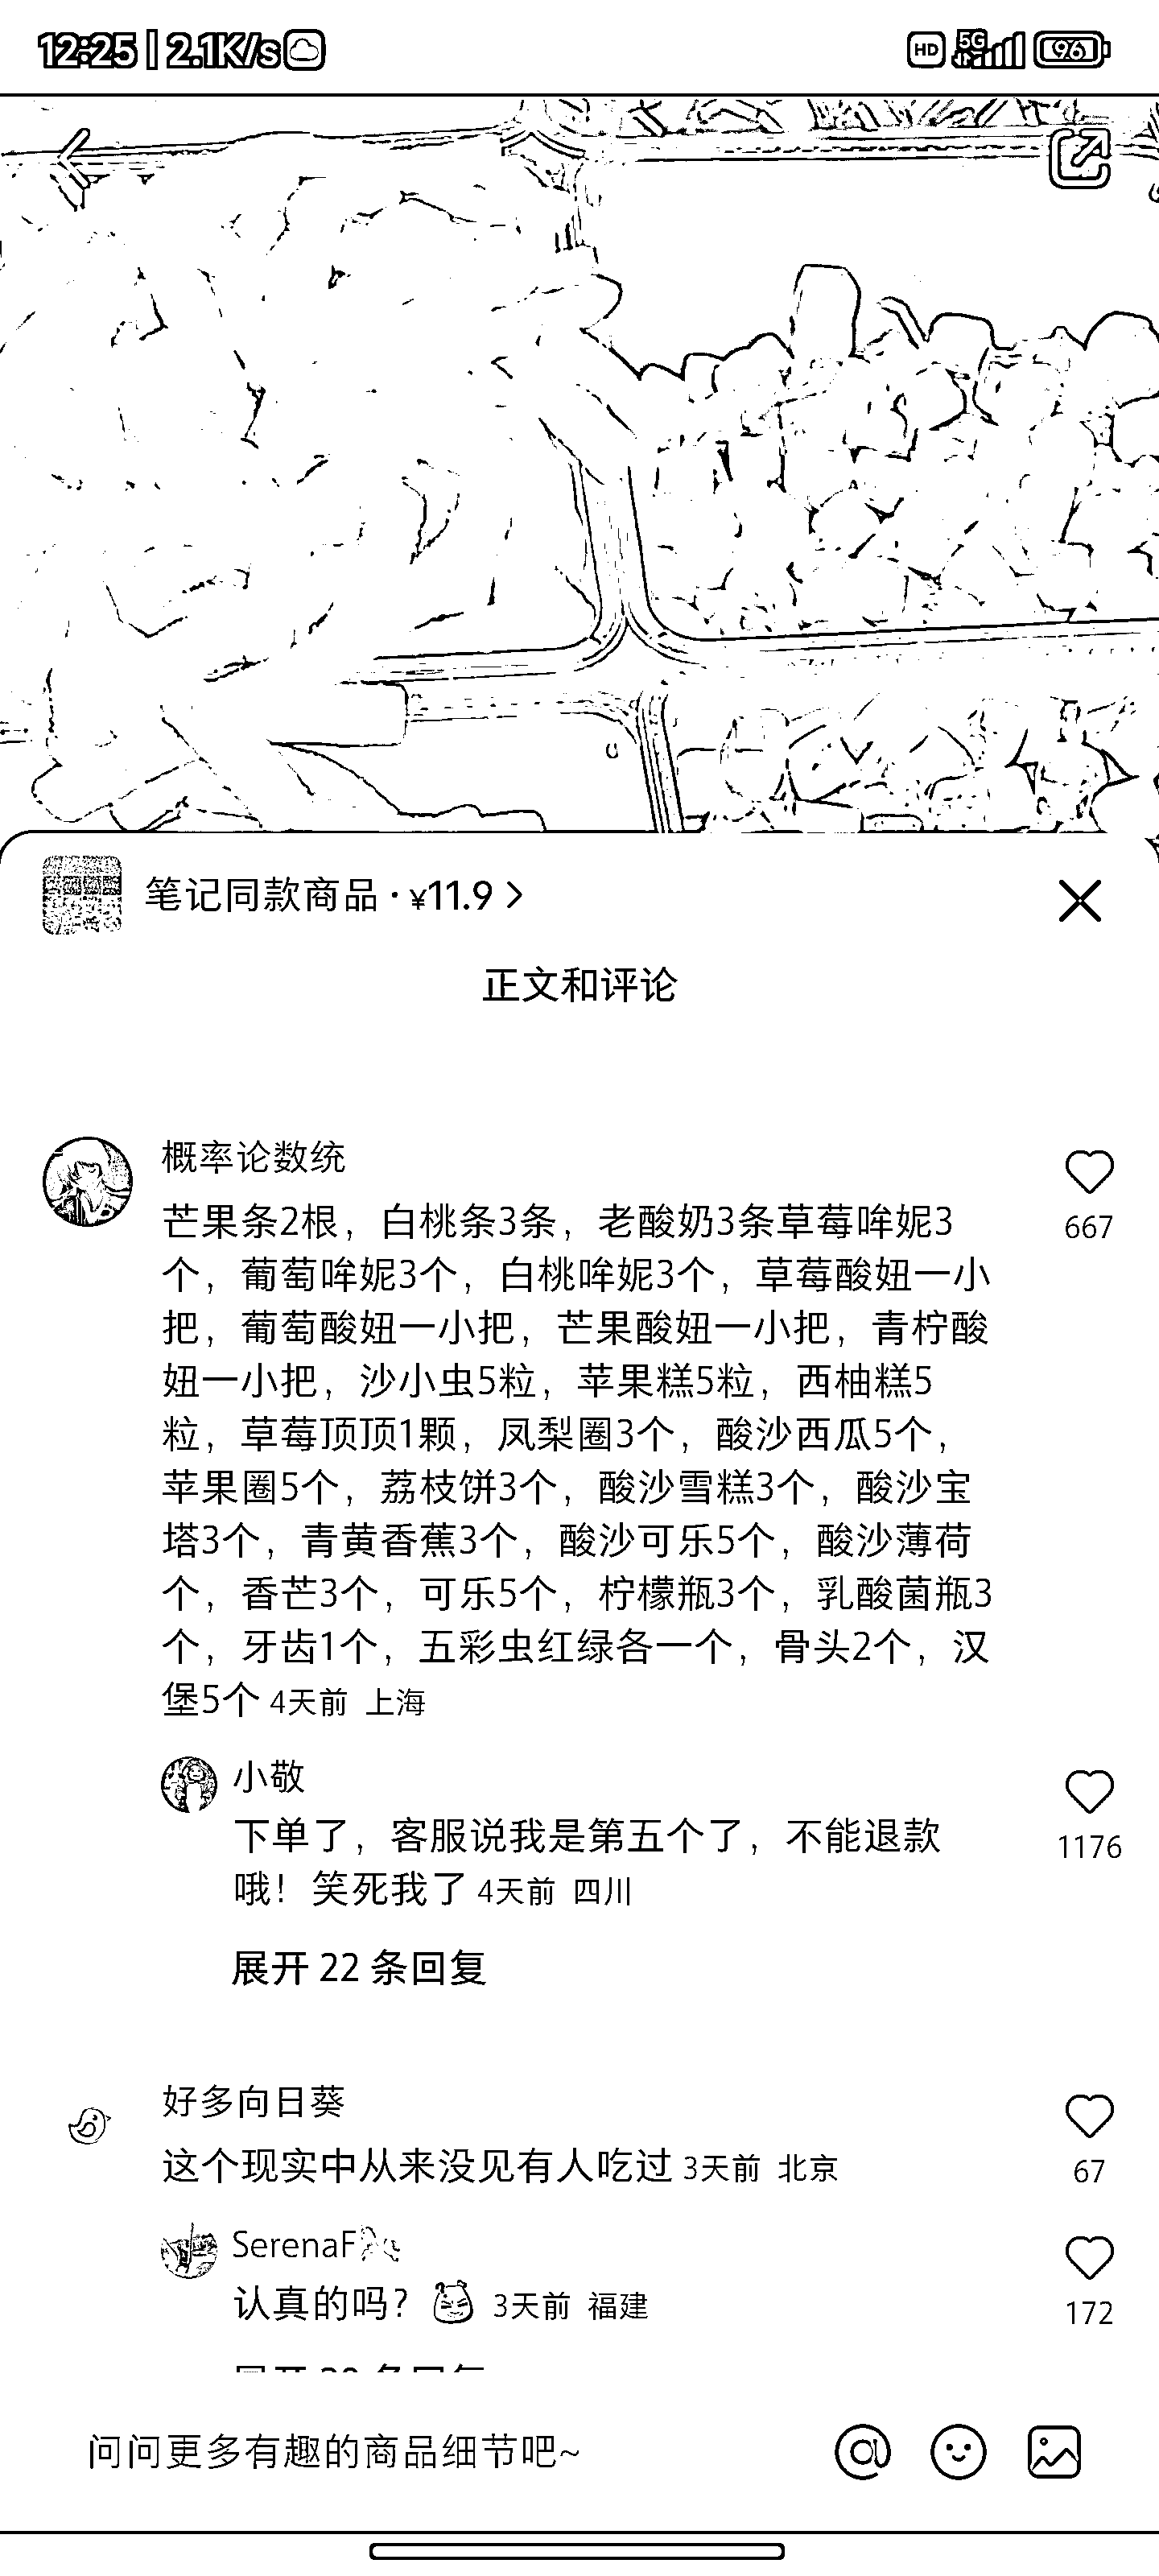 12:25 | 2.1K/s
HD 5G 96
笔记同款商品 · ¥11.9 >
正文和评论
概率论数统
芒果条2根，白桃条3条，老酸奶3条草莓哞妮3
667
个，葡萄哞妮3个，白桃哞妮3个，草莓酸妞一小
把，葡萄酸妞一小把，芒果酸妞一小把，青柠酸
妞一小把，沙小虫5粒，苹果糕5粒，西柚糕5
粒，草莓顶顶1颗，凤梨圈3个，酸沙西瓜5个，
苹果圈5个，荔枝饼3个，酸沙雪糕3个，酸沙宝
塔3个，青黄香蕉3个，酸沙可乐5个，酸沙薄荷
个，香芒3个，可乐5个，柠檬瓶3个，乳酸菌瓶3
个，牙齿1个，五彩虫红绿各一个，骨头2个，汉
堡5个 4天前 上海
小敬
下单了，客服说我是第五个了，不能退款
1176
哦！笑死我了 4天前 四川
展开 22 条回复
好多向日葵
这个现实中从来没见有人吃过 3天前 北京
67
SerenaF
认真的吗？ 3天前 福建
172
问问更多有趣的商品细节吧~